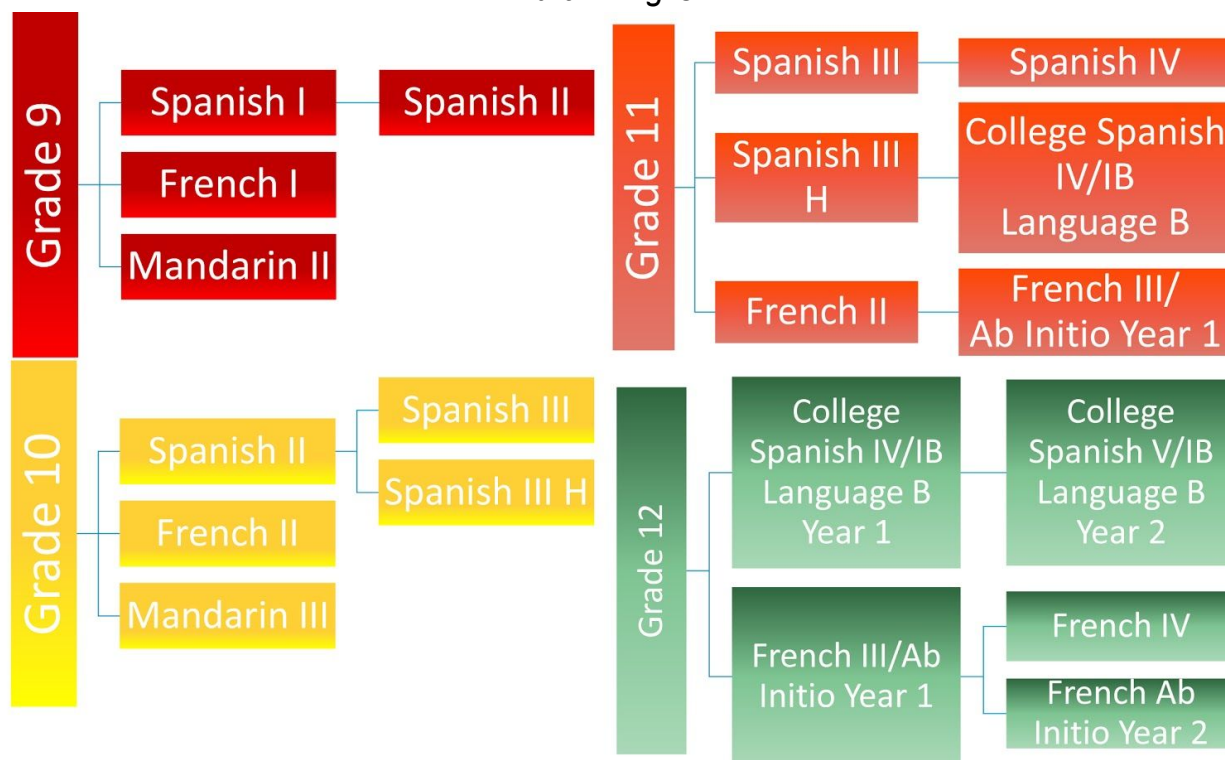 Grade 9
Spanish I
Spanish II
French I
Mandarin II
Grade 10
Spanish II
Spanish III
Spanish III H
French II
Mandarin III
Grade 11
Spanish III
Spanish IV
Spanish III
H
College Spanish
IV/IB
Language B
French II
French III/
Ab Initio Year 1
Grade 12
College
Spanish IV/IB
Language B
Year 1
College
Spanish V/IB
Language B
Year 2
French III/Ab
Initio Year 1
French IV
French Ab
Initio Year 2